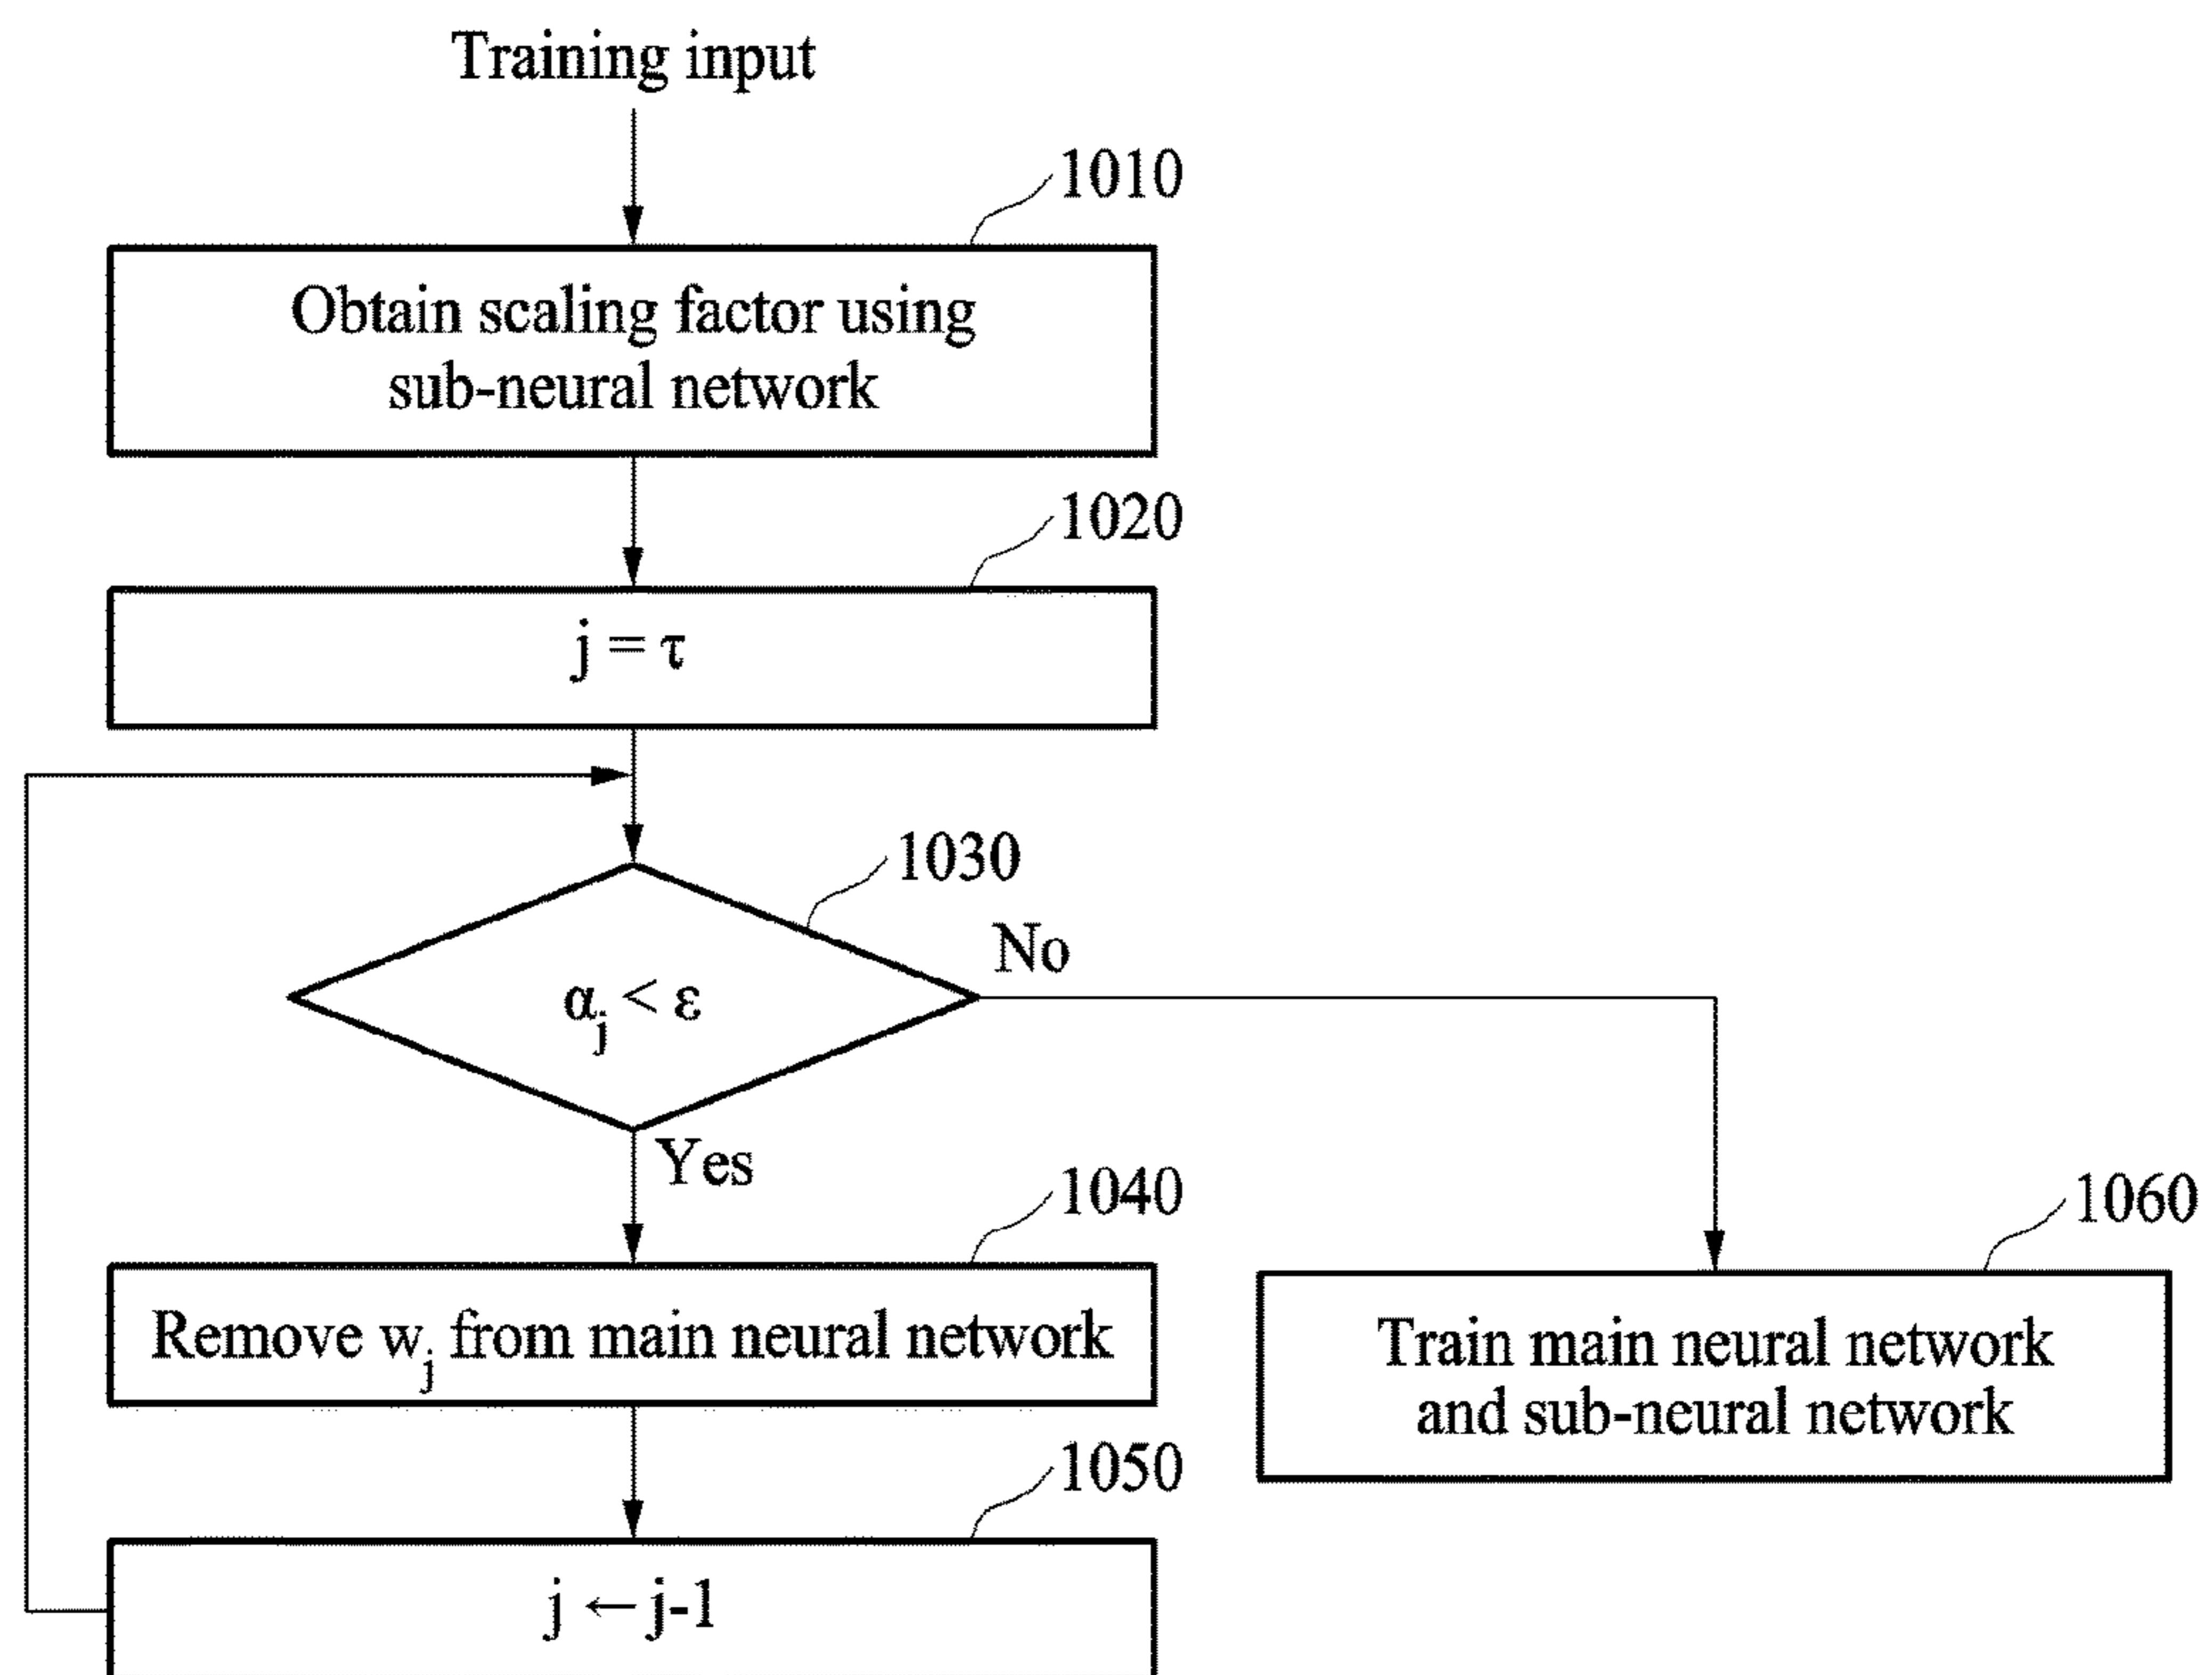 Training input
1010
Obtain scaling factor using
sub-neural network
1020
j = τ
1030
αj < ε
No
Yes
1040
Remove wj from main neural network
1060
Train main neural network
and sub-neural network
1050
j ← j-1